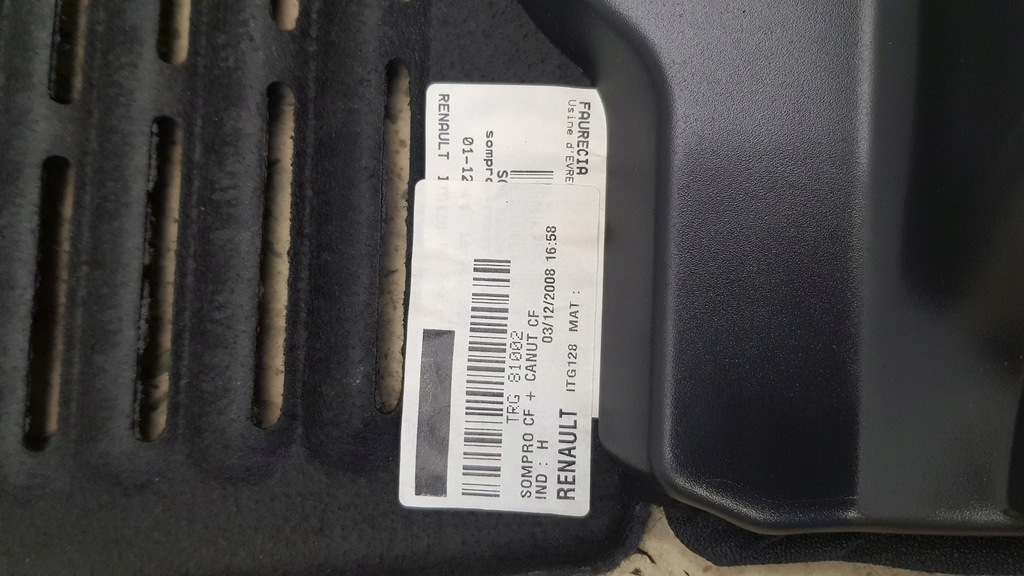 FAURECIA
Usine d'EVRE
sompro
01-12
RENAULT
RENAULT ITG128 MAT :
IND : H 03/12/2008 16:58
SOMPRO CF + CANUT CF
TRG 81002